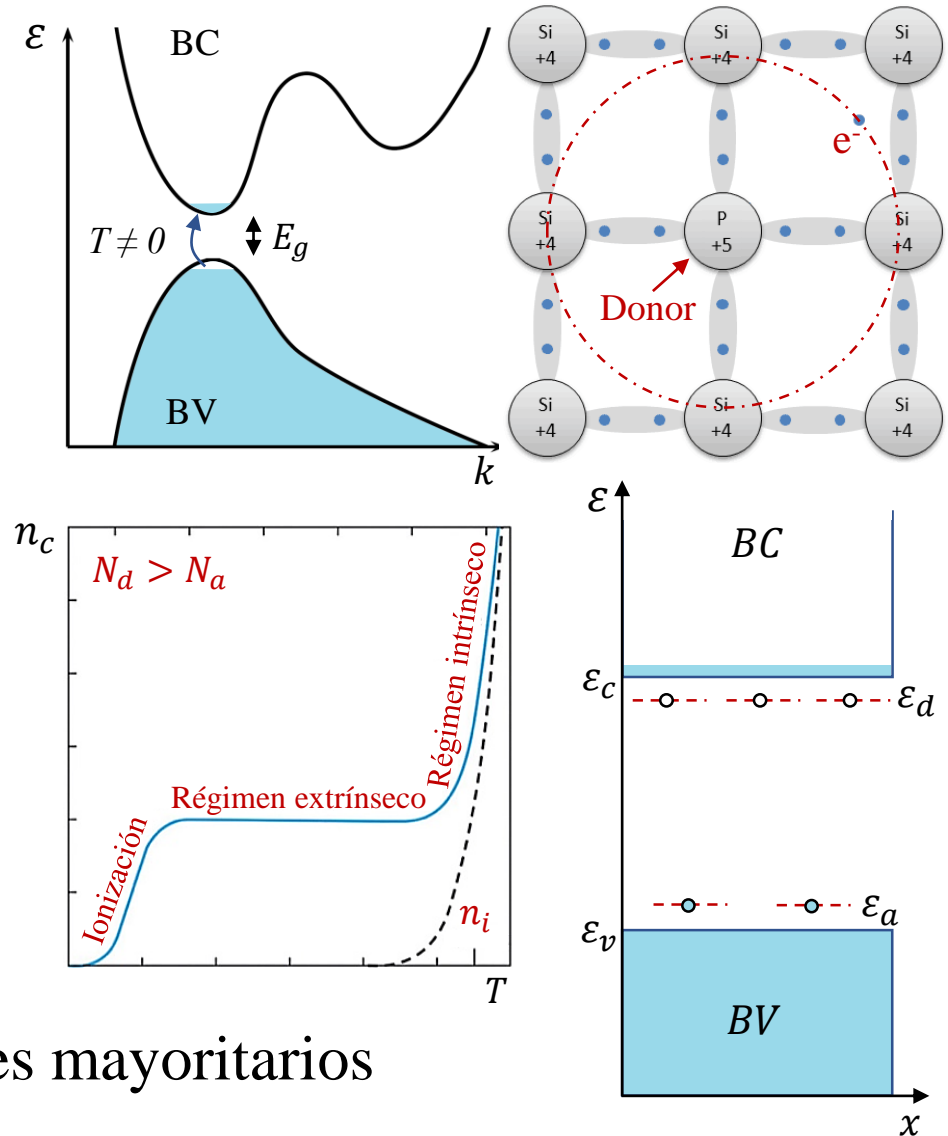 ε
BC
T ≠ 0
E_g
BV
k
Si +4
Si +4
Si +4
e-
Si +4
P +5
Si +4
Donor
Si +4
Si +4
Si +4
n_c
N_d > N_a
Ionización
Régimen extrínseco
Régimen intrínseco
n_i
T
ε
BC
ε_c
ε_d
ε_a
ε_v
BV
x
es mayoritarios